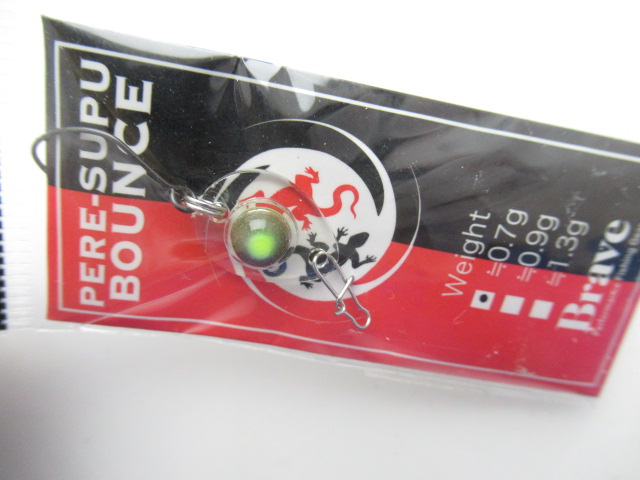 PERE-SUPU
BOUNCE
Weight
≒0.7g
≒0.9g
≒1.3g
Brave